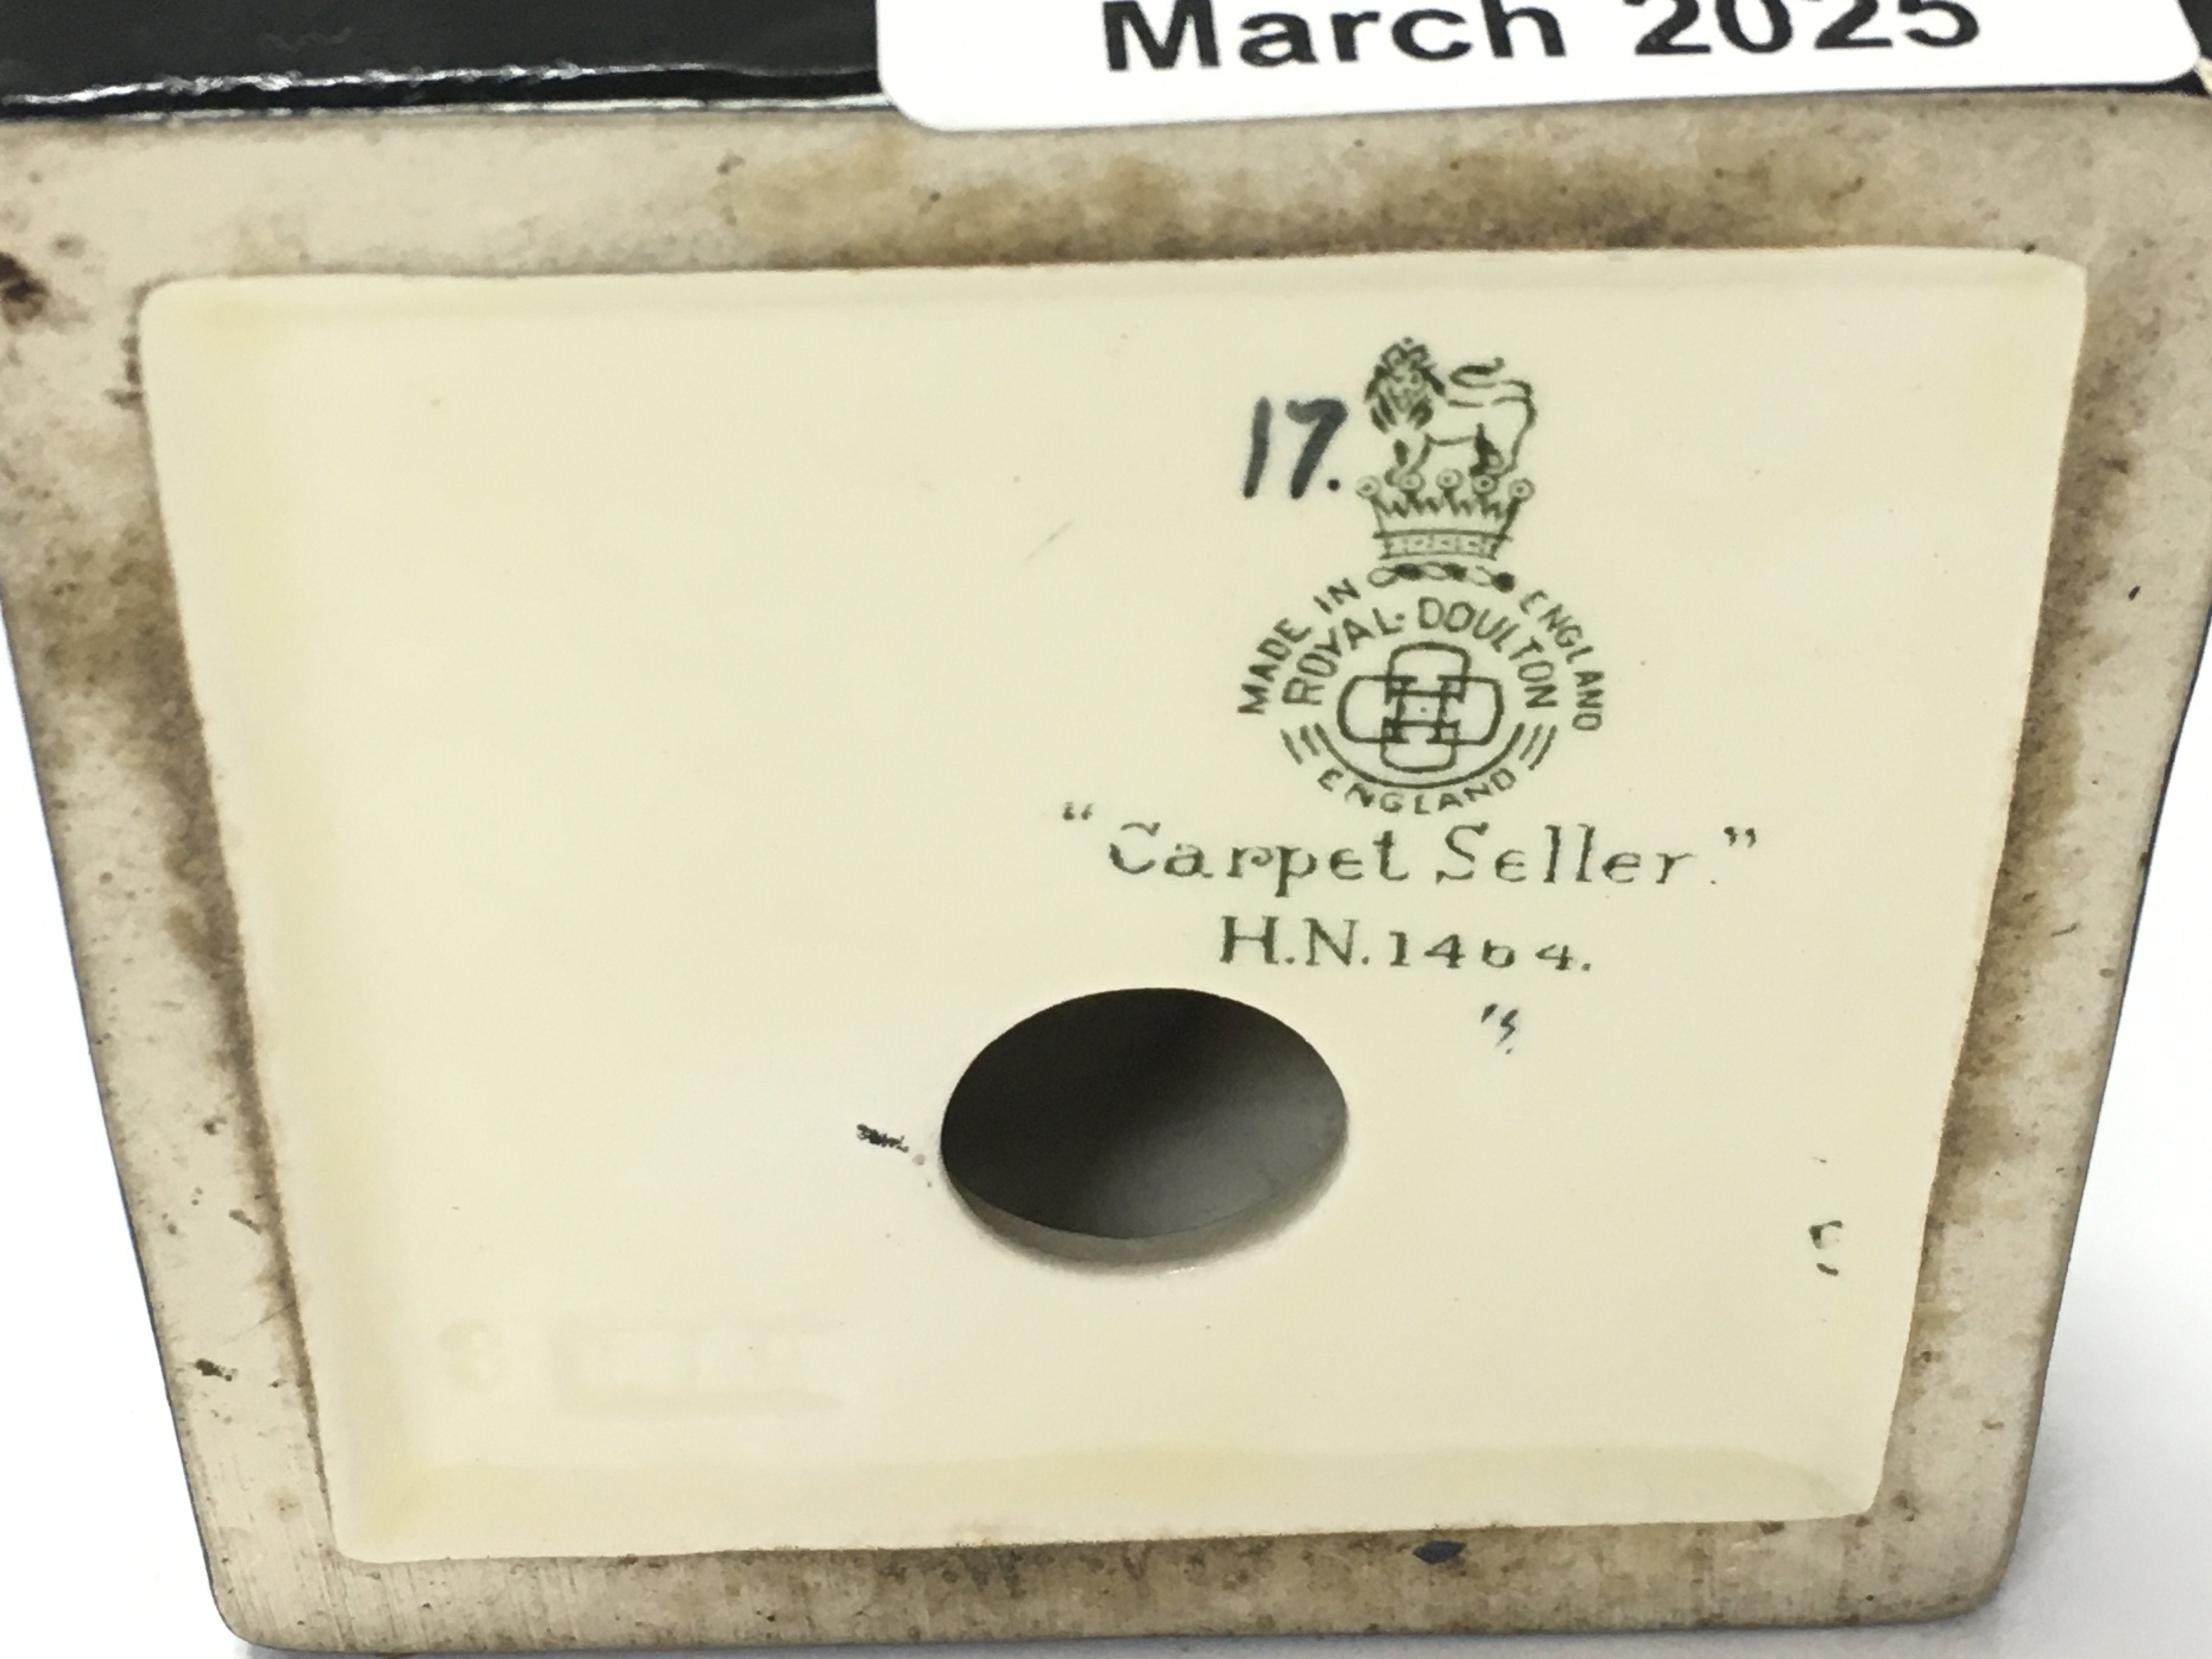 March 2025
17.
MADE IN ENGLAND
ROYAL·DOULTON
ENGLAND
"Carpet Seller."
H.N.1464.